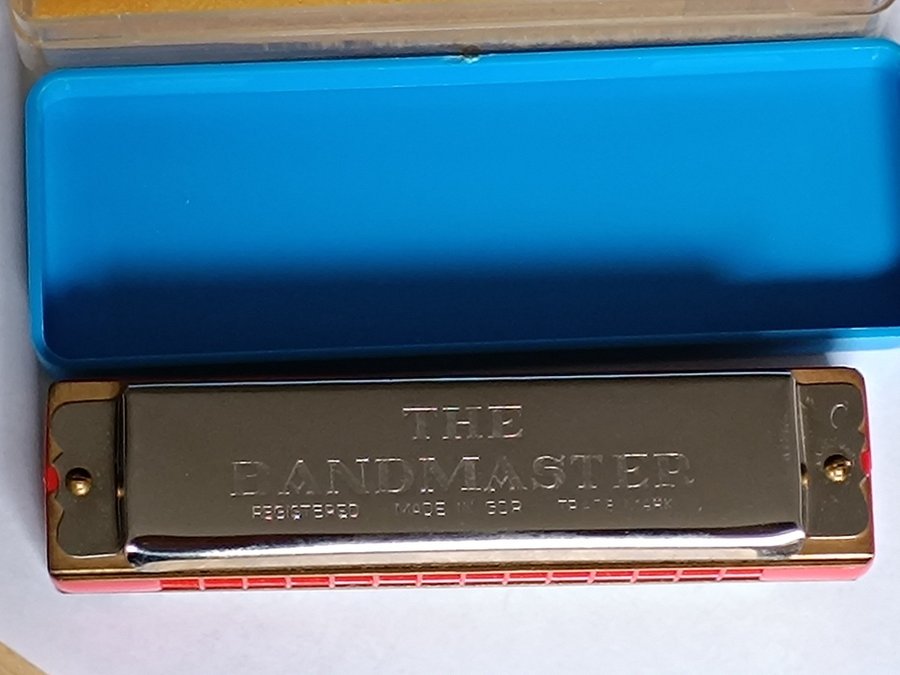 THE
BANDMASTER
REGISTERED MADE IN GDR TRADE MARK
C